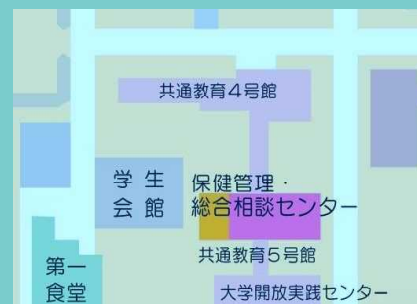 共通教育4号館
学生
会館
保健管理・
総合相談センター
共通教育5号館
第一
食堂
大学開放実践センター